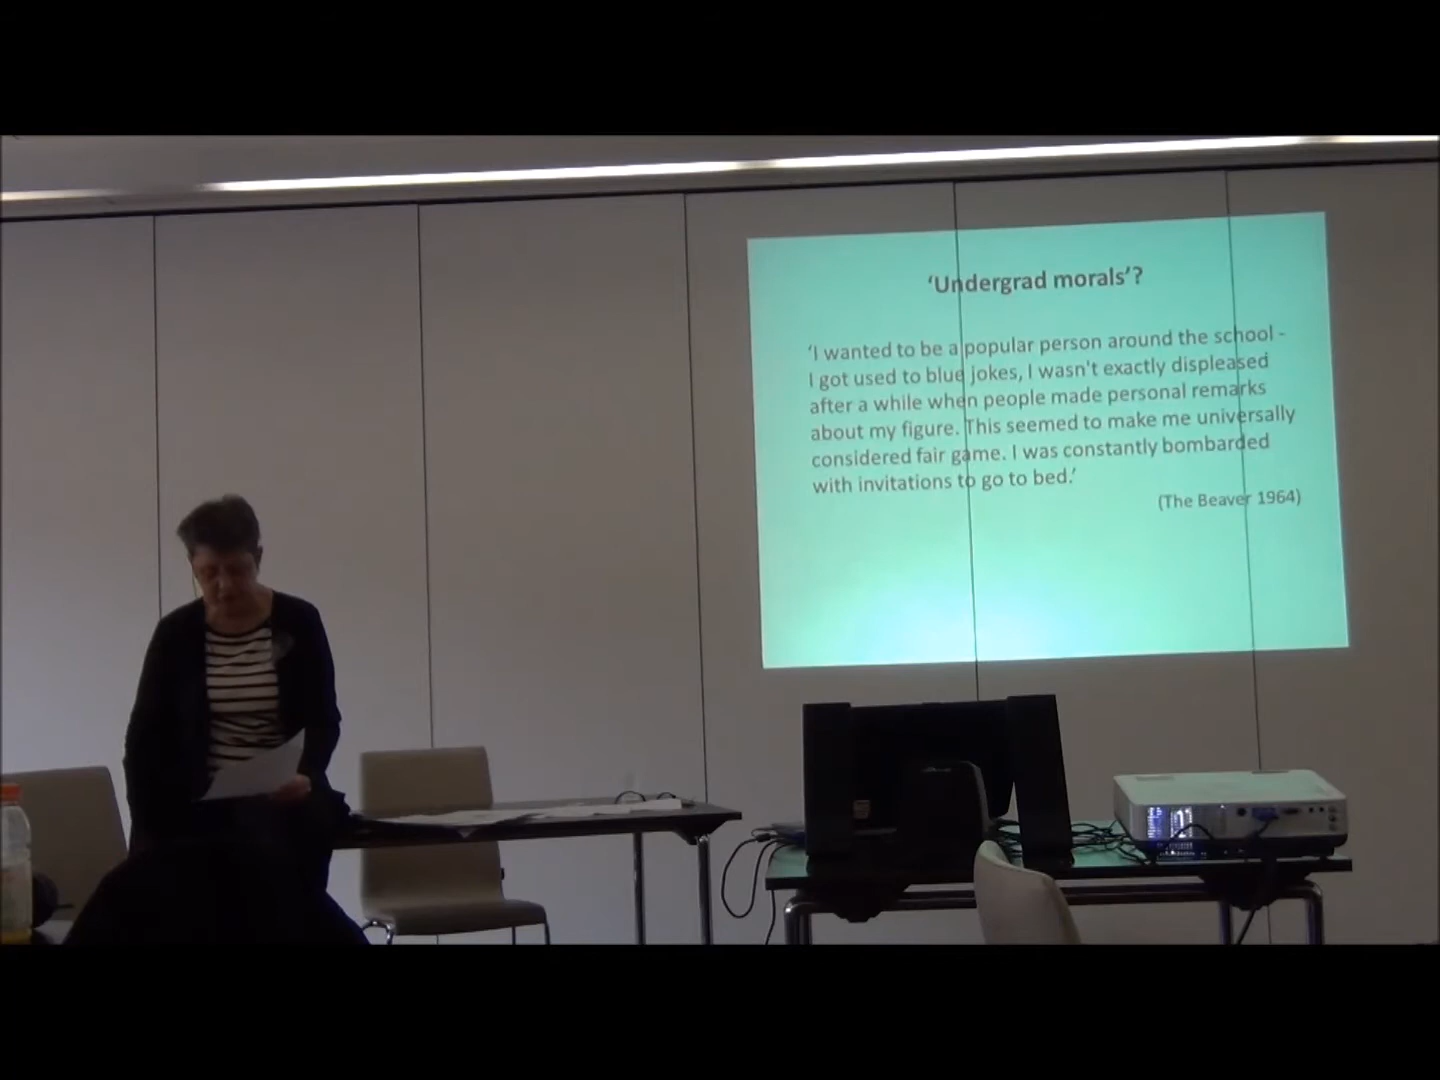 ‘Undergrad morals’?
‘I wanted to be a popular person around the school -
I got used to blue jokes, I wasn't exactly displeased
after a while when people made personal remarks
about my figure. This seemed to make me universally
considered fair game. I was constantly bombarded
with invitations to go to bed.’
(The Beaver 1964)